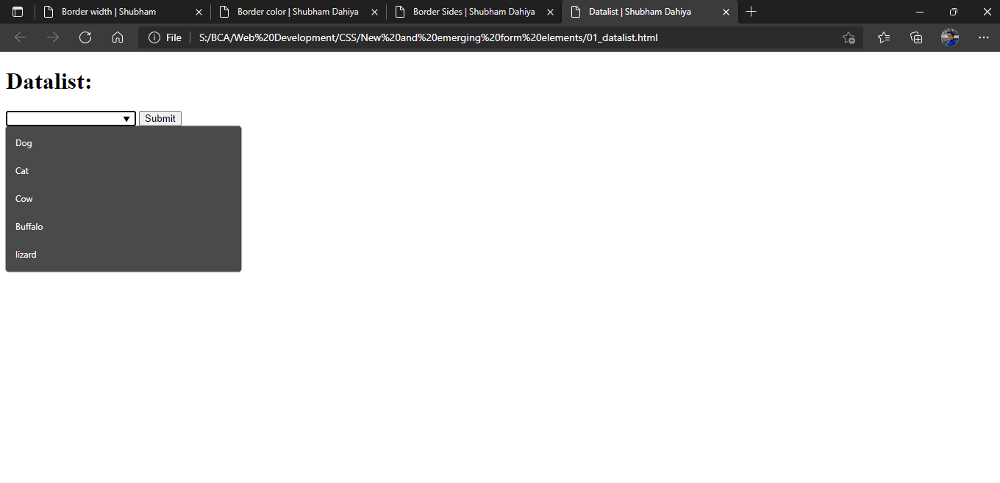 Border width | Shubham
Border color | Shubham Dahiya
Border Sides | Shubham Dahiya
Datalist | Shubham Dahiya
File
S:/BCA/Web%20Development/CSS/New%20and%20emerging%20form%20elements/01_datalist.html
Datalist:
Submit
Dog
Cat
Cow
Buffalo
lizard